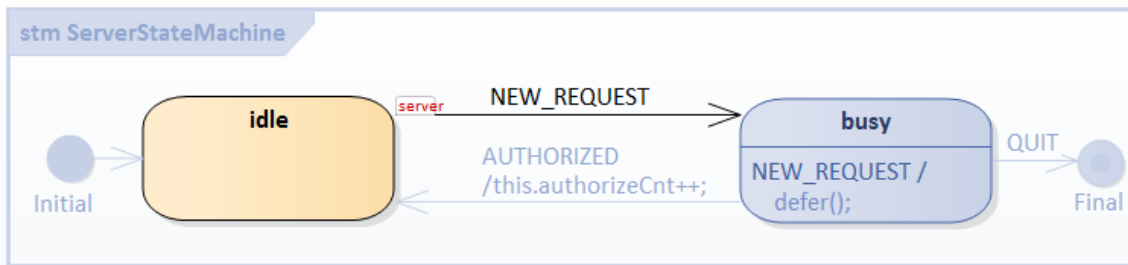 stm ServerStateMachine
idle
server
NEW_REQUEST
busy
AUTHORIZED
/this.authorizeCnt++;
NEW_REQUEST /
defer();
QUIT
Initial
Final